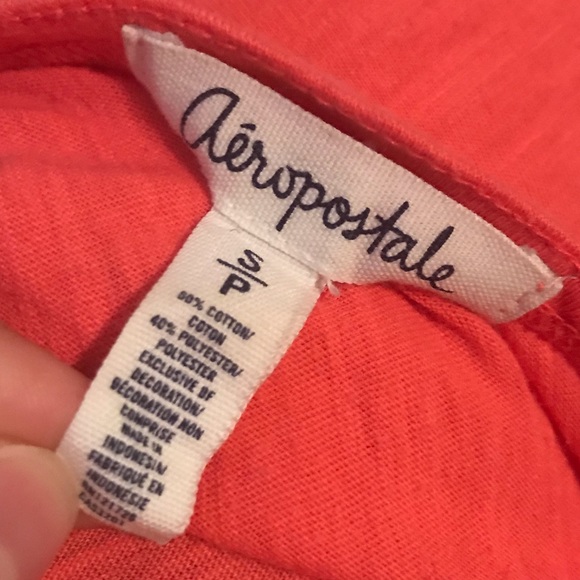 Aéropostale
S
P
60% COTTON/
COTON
40% POLYESTER/
POLYESTER
EXCLUSIVE OF
DECORATION/
DÉCORATION NON
COMPRISE
MADE IN
INDONESIA/
FABRIQUÉ EN
INDONÉSIE